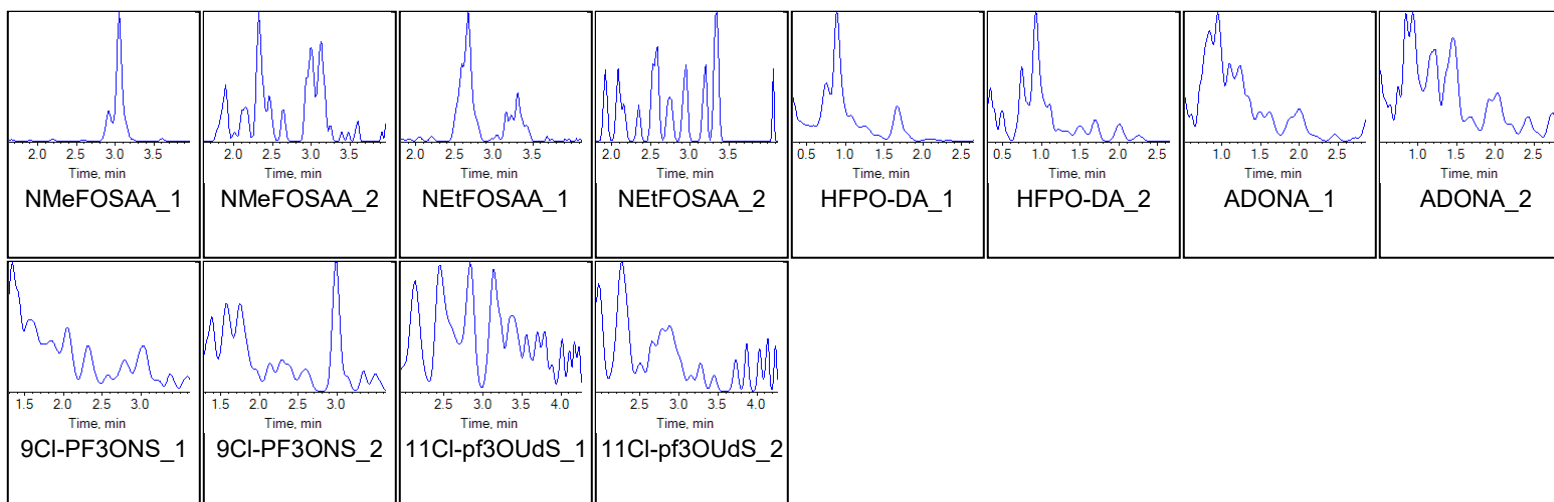 2.0 3.0 3.5
Time, min
NMeFOSAA_1
2.0 2.5 3.0 3.5
Time, min
NMeFOSAA_2
2.0 2.5 3.0 3.5
Time, min
NEtFOSAA_1
2.0 2.5 3.0 3.5
Time, min
NEtFOSAA_2
0.5 1.0 1.5 2.0 2.5
Time, min
HFPO-DA_1
0.5 1.0 1.5 2.0 2.5
Time, min
HFPO-DA_2
1.0 1.5 2.0 2.5
Time, min
ADONA_1
1.0 1.5 2.0 2.5
Time, min
ADONA_2
1.5 2.0 2.5 3.0
Time, min
9Cl-PF3ONS_1
1.5 2.0 3.0
Time, min
9Cl-PF3ONS_2
2.5 3.0 3.5 4.0
Time, min
11Cl-pf3OUdS_1
2.5 3.0 3.5 4.0
Time, min
11Cl-pf3OUdS_2